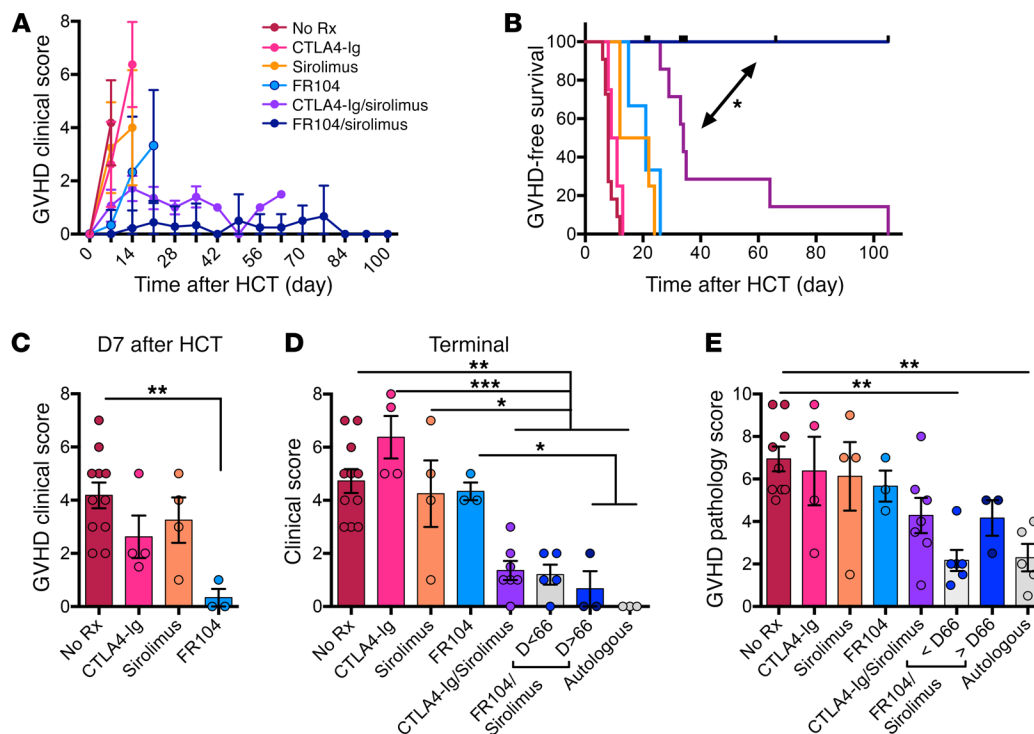 A
GVHD clinical score
8
6
4
2
0
0
14
28
42
56
70
84
100
Time after HCT (day)
No Rx
CTLA4-Ig
Sirolimus
FR104
CTLA4-Ig/sirolimus
FR104/sirolimus
B
GVHD-free survival
100
80
60
40
20
0
0
20
40
60
80
100
Time after HCT (day)
*
C
D7 after HCT
GVHD clinical score
8
6
4
2
0
**
No Rx
CTLA4-Ig
Sirolimus
FR104
D
Terminal
Clinical score
8
6
4
2
0
**
***
*
*
No Rx
CTLA4-Ig
Sirolimus
FR104
CTLA4-Ig/Sirolimus
D<66
D>66
FR104/
Sirolimus
Autologous
E
GVHD pathology score
10
8
6
4
2
0
**
**
No Rx
CTLA4-Ig
Sirolimus
FR104
CTLA4-Ig/Sirolimus
< D66
> D66
FR104/
Sirolimus
Autologous